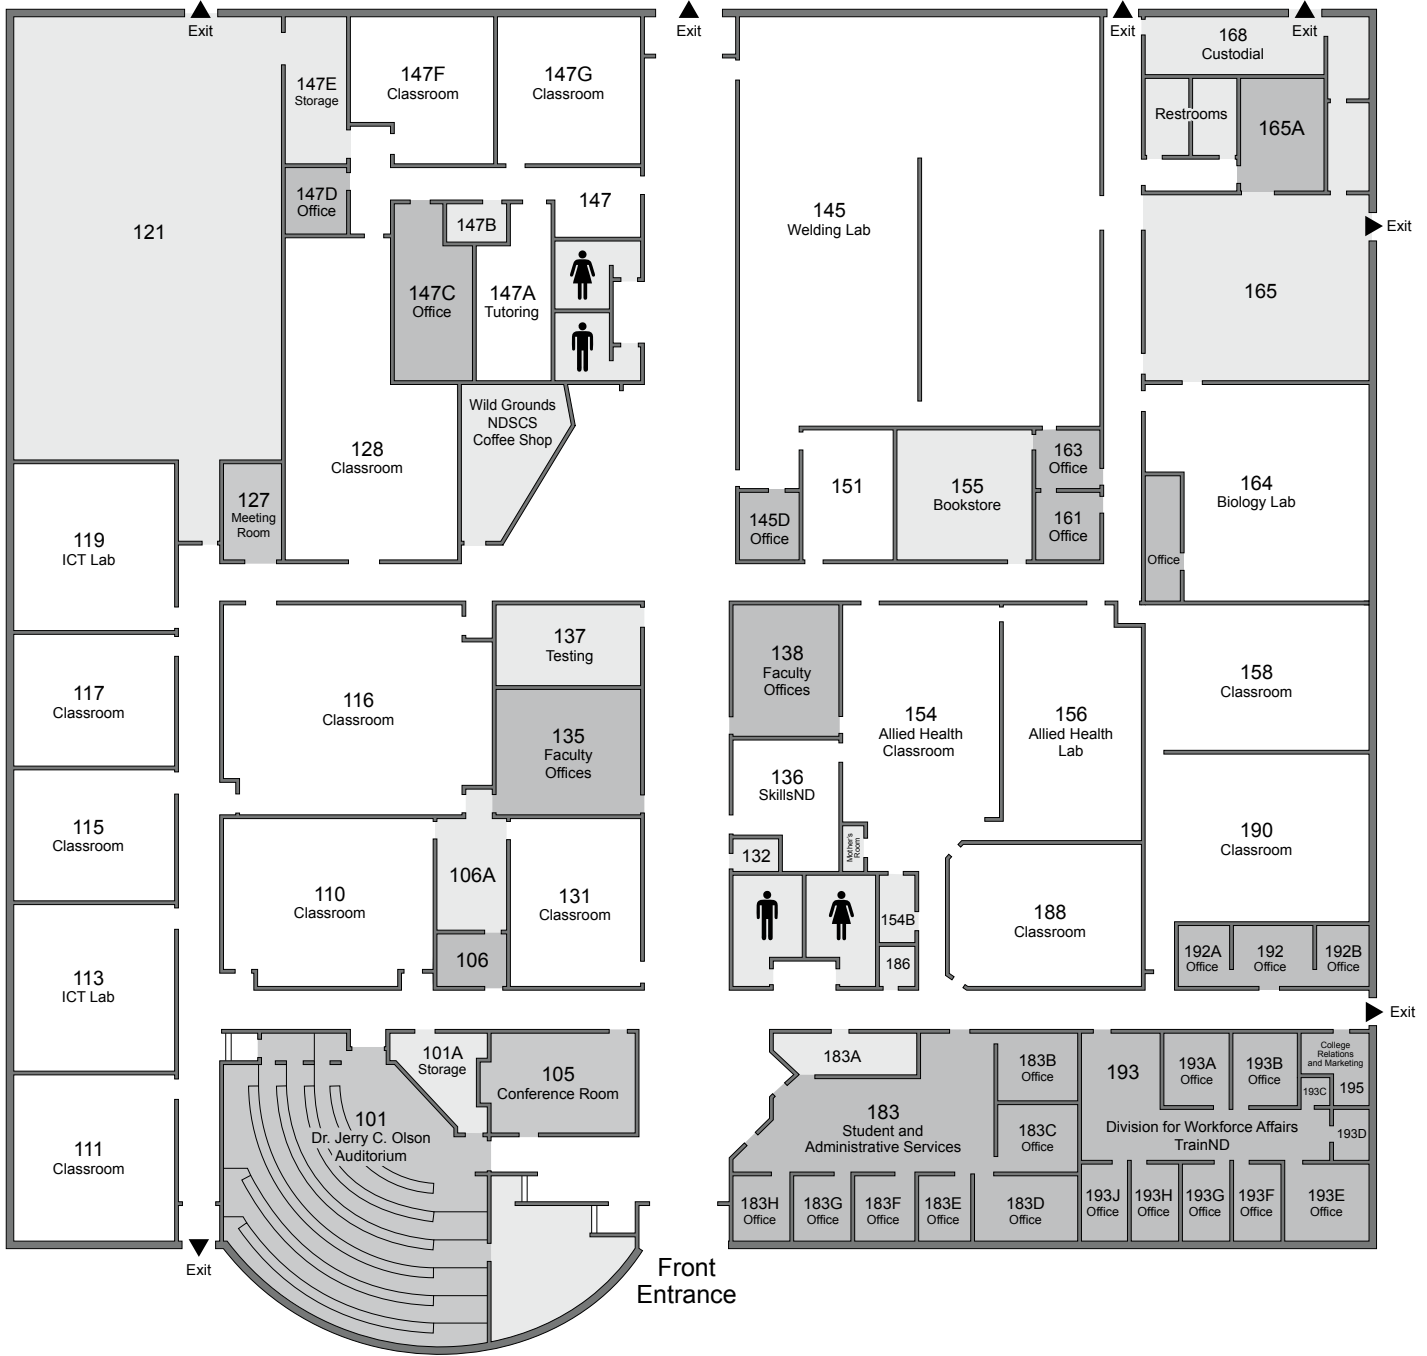 Exit
Exit
Exit
Exit
147E
Storage
147F
Classroom
147G
Classroom
168
Custodial
Restrooms
165A
147D
Office
147
147B
121
145
Welding Lab
Exit
147C
Office
147A
Tutoring
165
Wild Grounds
NDSCS
Coffee Shop
128
Classroom
163
Office
127
Meeting
Room
151
155
Bookstore
164
Biology Lab
145D
Office
161
Office
119
ICT Lab
Office
137
Testing
138
Faculty
Offices
117
Classroom
116
Classroom
154
Allied Health
Classroom
156
Allied Health
Lab
158
Classroom
135
Faculty
Offices
136
SkillsND
115
Classroom
190
Classroom
132
Mother's
Room
106A
110
Classroom
131
Classroom
154B
188
Classroom
106
186
192A
Office
192
Office
192B
Office
113
ICT Lab
Exit
101A
Storage
105
Conference Room
183A
183B
Office
193
193A
Office
193B
Office
College
Relations
and Marketing
195
193C
101
Dr. Jerry C. Olson
Auditorium
183
Student and
Administrative Services
183C
Office
Division for Workforce Affairs
TrainND
193D
111
Classroom
183H
Office
183G
Office
183F
Office
183E
Office
183D
Office
193J
Office
193H
Office
193G
Office
193F
Office
193E
Office
Exit
Front
Entrance